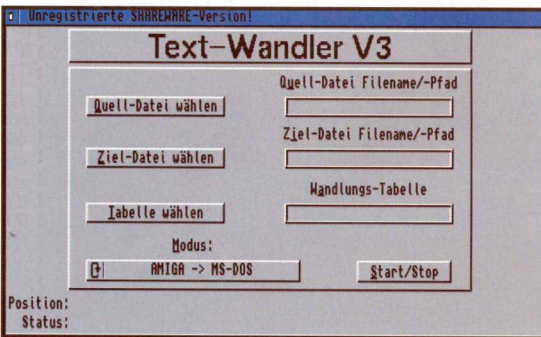 Unregistrierte SHAREWARE-Version!
Text-Wandler V3
Quell-Datei Filename/-Pfad
Quell-Datei wählen
Ziel-Datei Filename/-Pfad
Ziel-Datei wählen
Wandlungs-Tabelle
Tabelle wählen
Modus:
AMIGA -> MS-DOS
Start/Stop
Position:
Status: